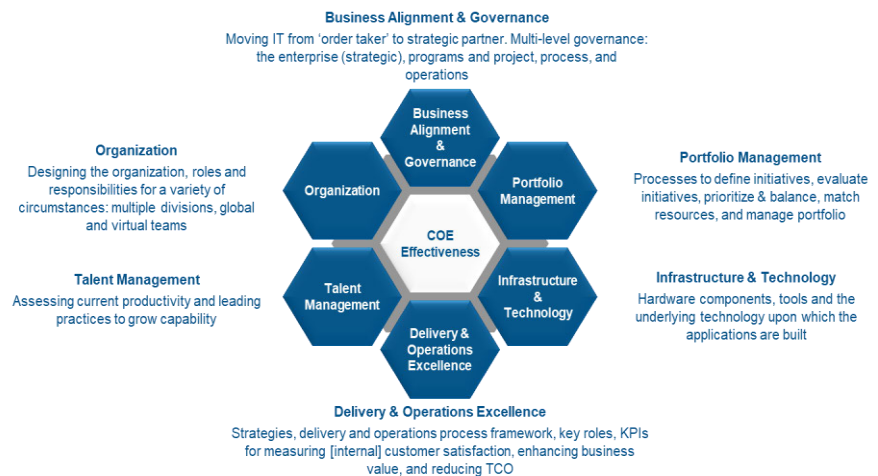 Business Alignment & Governance
Moving IT from ‘order taker’ to strategic partner. Multi-level governance:
the enterprise (strategic), programs and project, process, and
operations
Business
Alignment
&
Governance
Organization
Designing the organization, roles and
responsibilities for a variety of
circumstances: multiple divisions, global
and virtual teams
Organization
Portfolio
Management
Portfolio Management
Processes to define initiatives, evaluate
initiatives, prioritize & balance, match
resources, and manage portfolio
COE
Effectiveness
Talent Management
Assessing current productivity and leading
practices to grow capability
Talent
Management
Infrastructure
&
Technology
Infrastructure & Technology
Hardware components, tools and the
underlying technology upon which the
applications are built
Delivery &
Operations
Excellence
Delivery & Operations Excellence
Strategies, delivery and operations process framework, key roles, KPIs
for measuring [internal] customer satisfaction, enhancing business
value, and reducing TCO